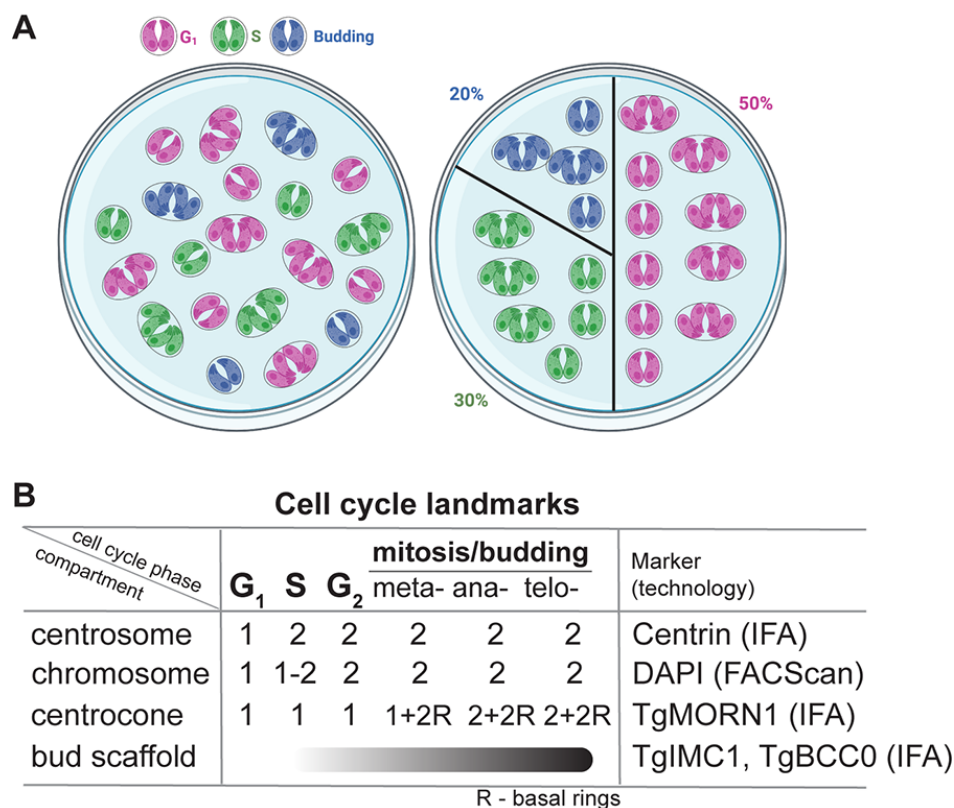 A
G1 S Budding
20% 50%
30%
B Cell cycle landmarks
cell cycle phase
compartment
mitosis/budding
G1 S G2 meta- ana- telo-
Marker
(technology)
centrosome 1 2 2 2 2 2 Centrin (IFA)
chromosome 1 1-2 2 2 2 2 DAPI (FACScan)
centrocone 1 1 1 1+2R 2+2R 2+2R TgMORN1 (IFA)
bud scaffold TgIMC1, TgBCC0 (IFA)
R - basal rings